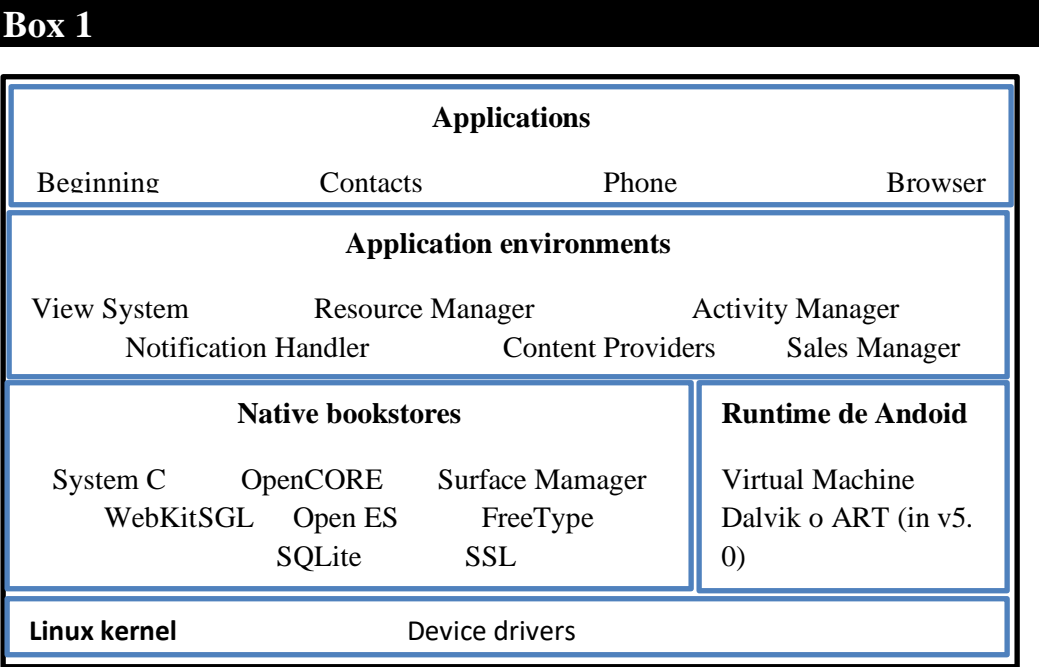 Box 1
Applications
Beginning Contacts Phone Browser
Application environments
View System Resource Manager Activity Manager
Notification Handler Content Providers Sales Manager
Native bookstores
System C OpenCORE Surface Mamager
WebKitSGL Open ES FreeType
SQLite SSL
Runtime de Andoid
Virtual Machine
Dalvik o ART (in v5.
0)
Linux kernel Device drivers